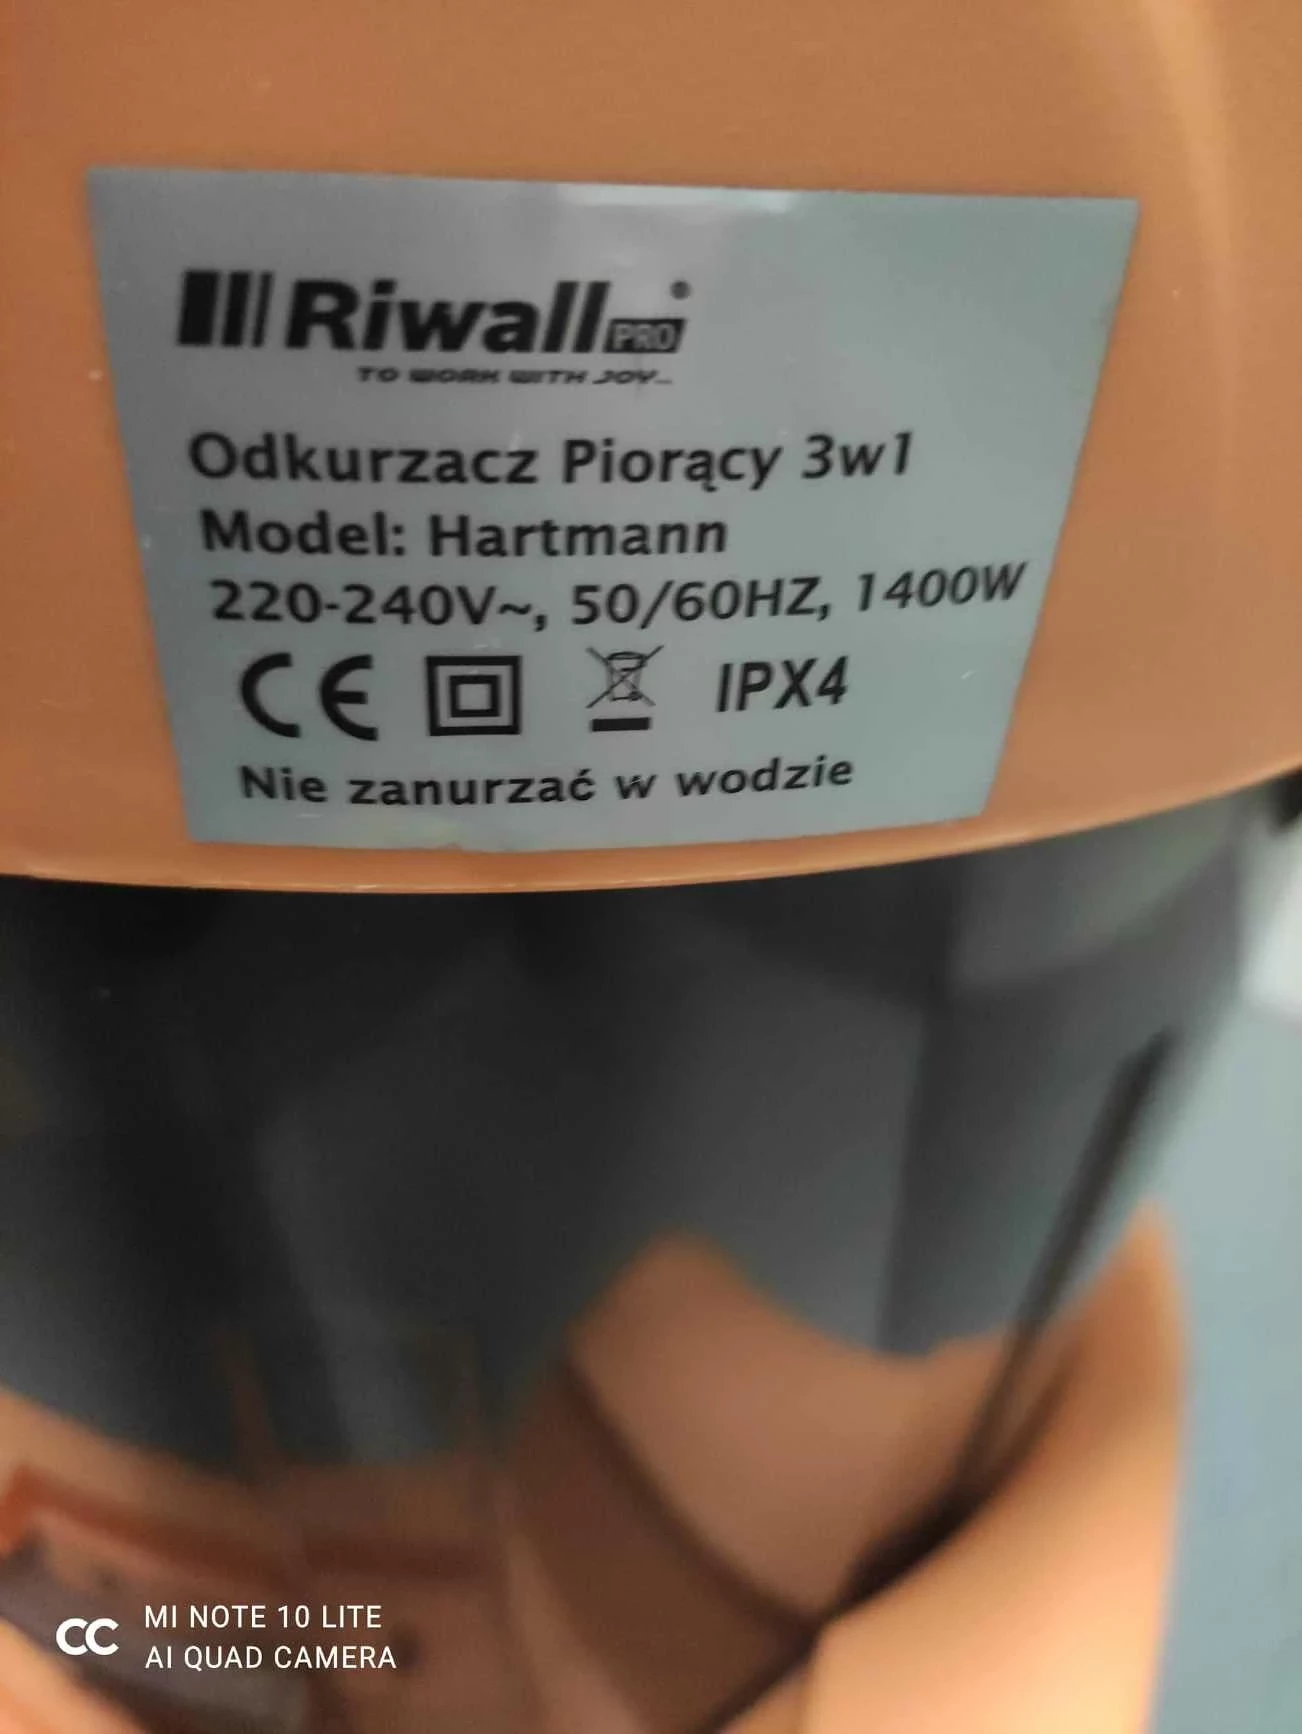 Riwall PRO ®
TO WORK WITH JOY...
Odkurzacz Piorący 3w1
Model: Hartmann
220-240V~, 50/60HZ, 1400W
CE IPX4
Nie zanurzać w wodzie
MI NOTE 10 LITE
AI QUAD CAMERA